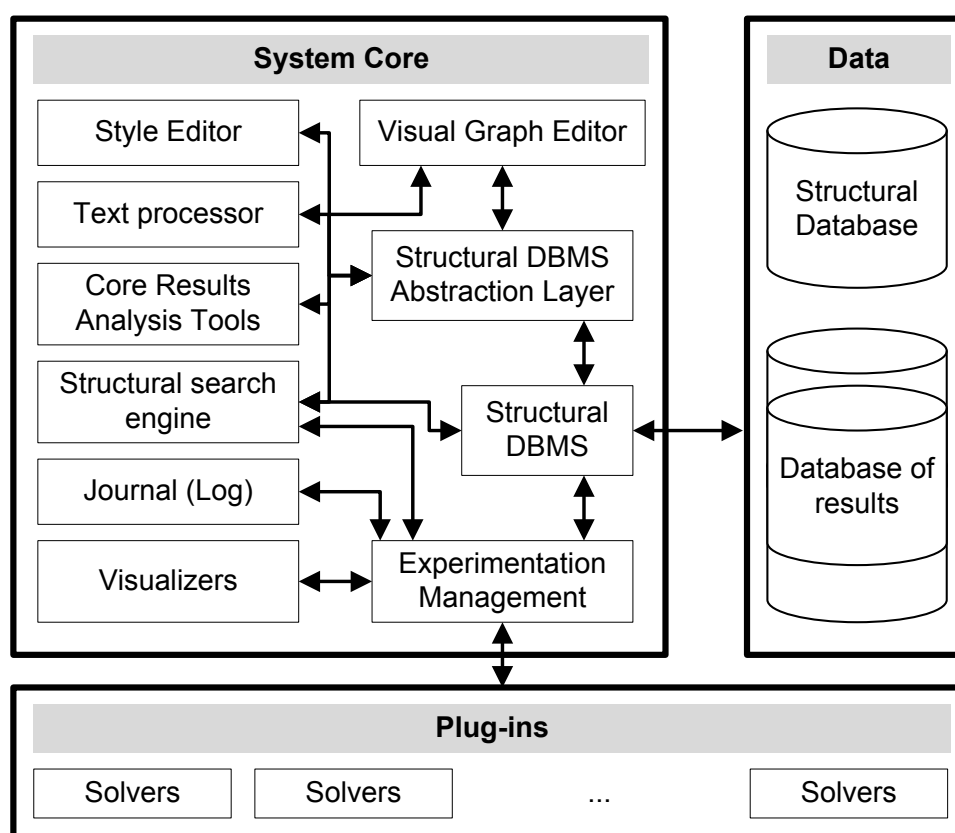 System Core
Style Editor
Visual Graph Editor
Text processor
Structural DBMS
Abstraction Layer
Core Results
Analysis Tools
Structural search
engine
Structural
DBMS
Journal (Log)
Visualizers
Experimentation
Management
Data
Structural
Database
Database of
results
Plug-ins
Solvers
Solvers
...
Solvers